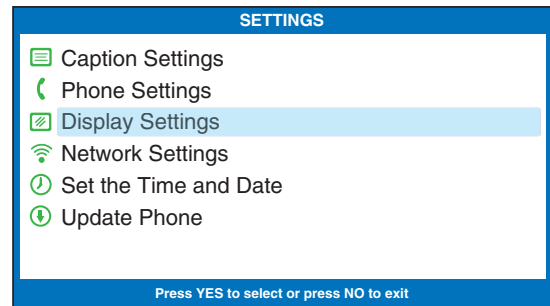 SETTINGS
Caption Settings
Phone Settings
Display Settings
Network Settings
Set the Time and Date
Update Phone
Press YES to select or press NO to exit